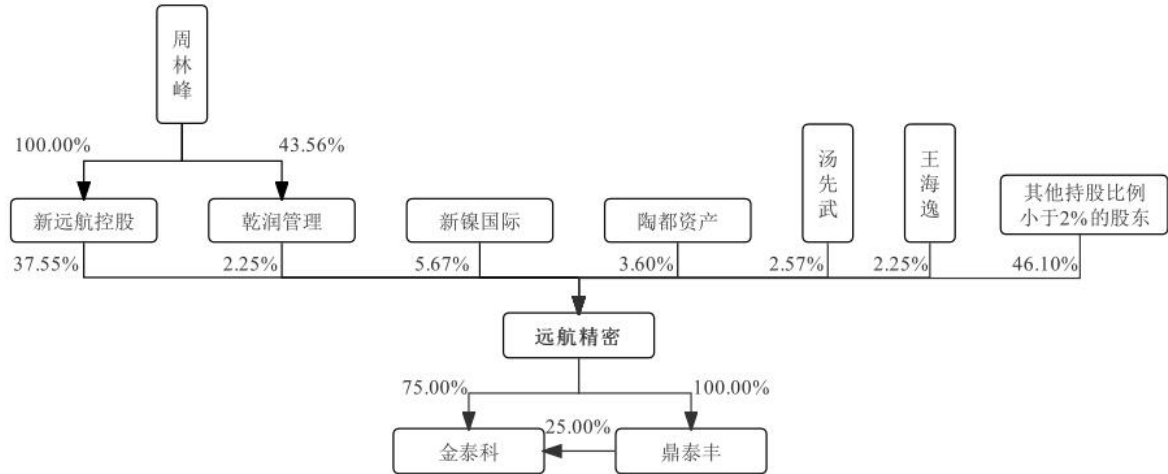 周林峰
100.00%
43.56%
新远航控股
乾润管理
新镍国际
陶都资产
汤先武
王海逸
其他持股比例
小于2%的股东
37.55%
2.25%
5.67%
3.60%
2.57%
2.25%
46.10%
远航精密
75.00%
100.00%
金泰科
25.00%
鼎泰丰